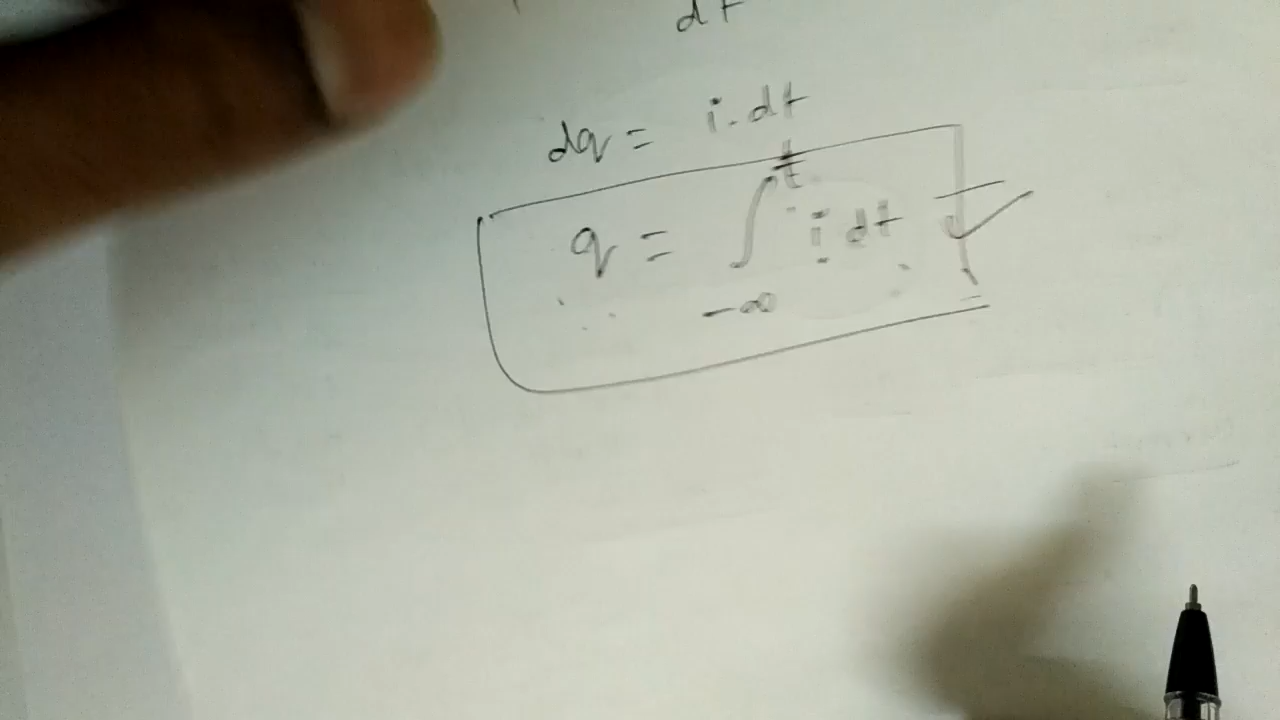 dt
dq = i.dt
q = ∫_{-∞}^{t} i dt